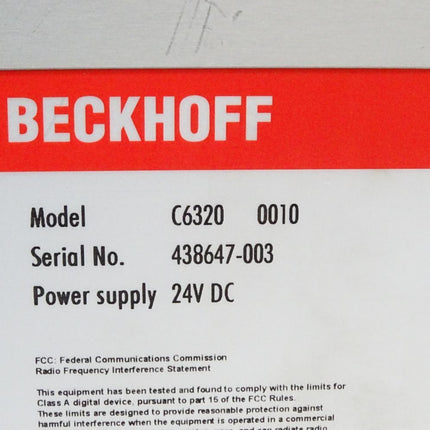 BECKHOFF
Model C6320 0010
Serial No. 438647-003
Power supply 24V DC
FCC: Federal Communications Commission
Radio Frequency Interference Statement
This equipment has been tested and found to comply with the limits for
Class A digital device, pursuant to part 15 of the FCC Rules.
These limits are designed to provide reasonable protection against
harmful interference when the equipment is operated in a commercial